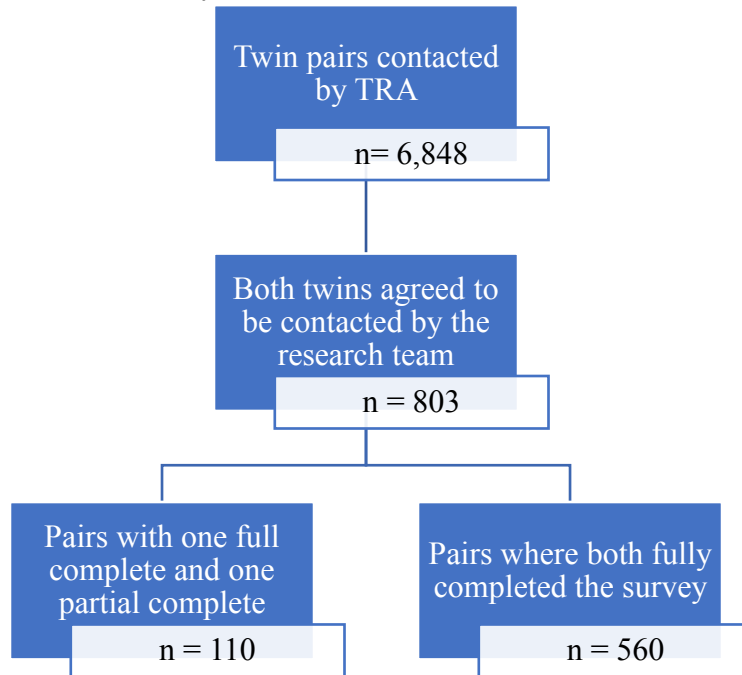 Twin pairs contacted
by TRA
n= 6,848
Both twins agreed to
be contacted by the
research team
n = 803
Pairs with one full
complete and one
partial complete
n = 110
Pairs where both fully
completed the survey
n = 560